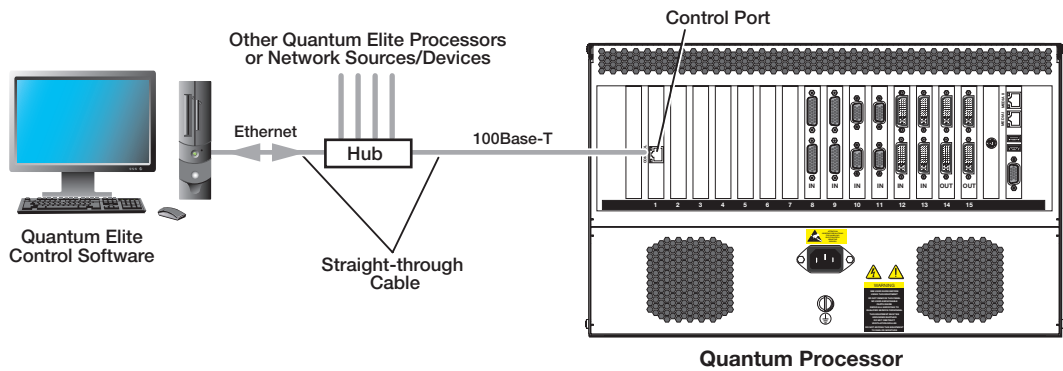 Control Port
Other Quantum Elite Processors
or Network Sources/Devices
Ethernet
100Base-T
Hub
IN IN IN IN IN IN OUT OUT
1 2 3 4 5 6 7 8 9 10 11 12 13 14 15
Quantum Elite
Control Software
Straight-through
Cable
WARNING
Quantum Processor